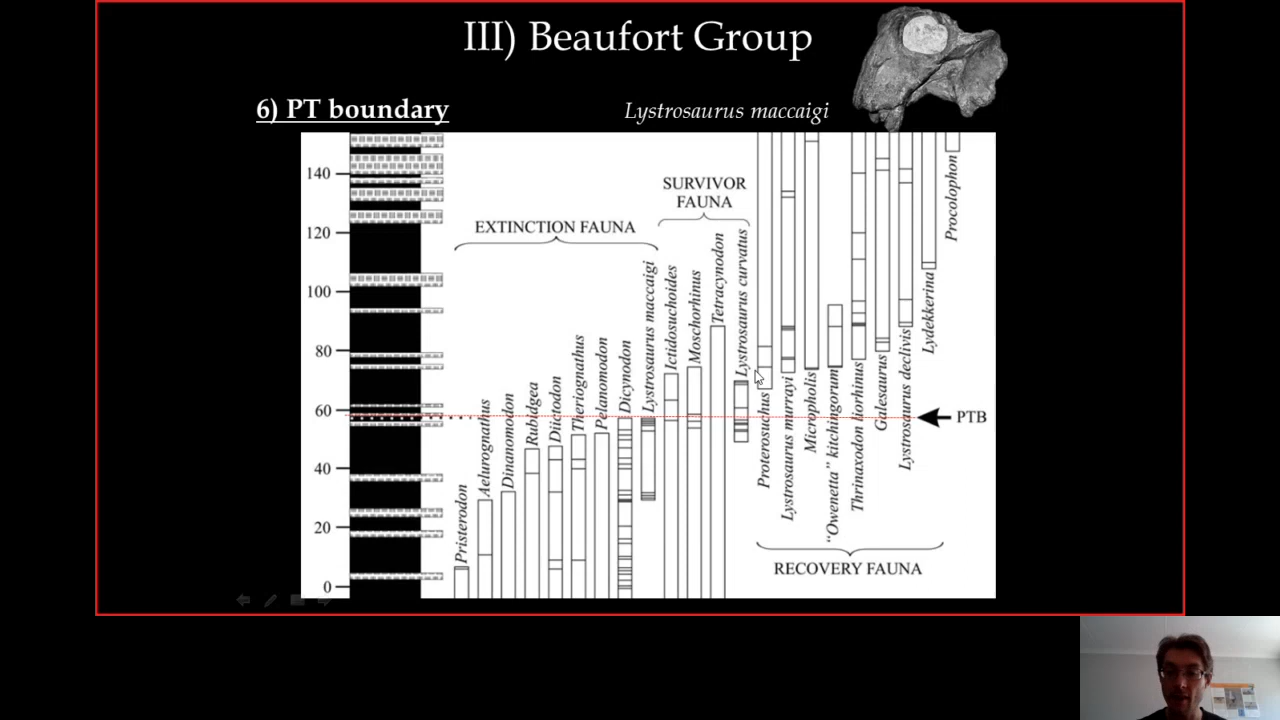 III) Beaufort Group
6) PT boundary
Lystrosaurus maccaigi
140
120
100
80
60
40
20
0
EXTINCTION FAUNA
SURVIVOR
FAUNA
Pristerodon
Aelurognathus
Dinanomodon
Rubidgea
Diictodon
Theriognathus
Pelanomodon
Dicynodon
Lystrosaurus maccaigi
Ictidosuchoides
Moschorhinus
Tetracynodon
Lystrosaurus curvatus
Proterosuchus
Lystrosaurus murrayi
Micropholis
"Owenetta" kitchingorum
Thrinaxodon liorhinus
Galesaurus
Lystrosaurus declivis
Lydekkerina
Procolophon
PTB
RECOVERY FAUNA